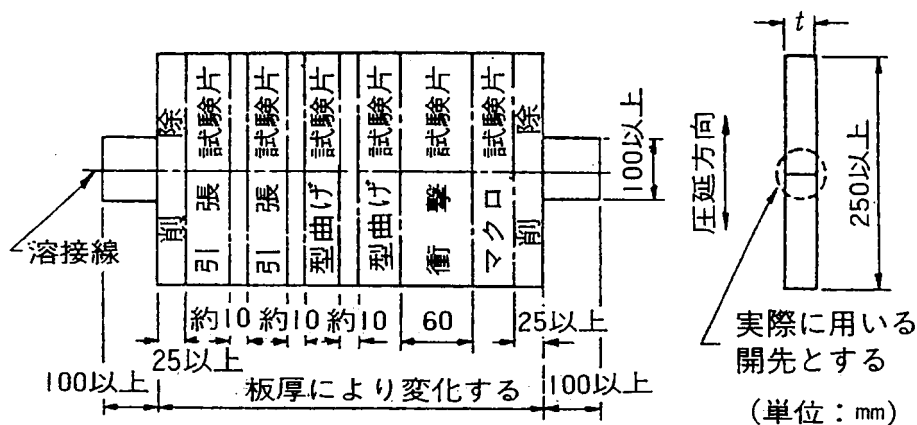 削除
引張試験片
引張試験片
型曲げ試験片
型曲げ試験片
衝撃試験片
マクロ試験片
削除
溶接線
100以上
約10
約10
約10
60
25以上
25以上
100以上
板厚により変化する
100以上
t
圧延方向
250以上
実際に用いる
開先とする
(単位:mm)